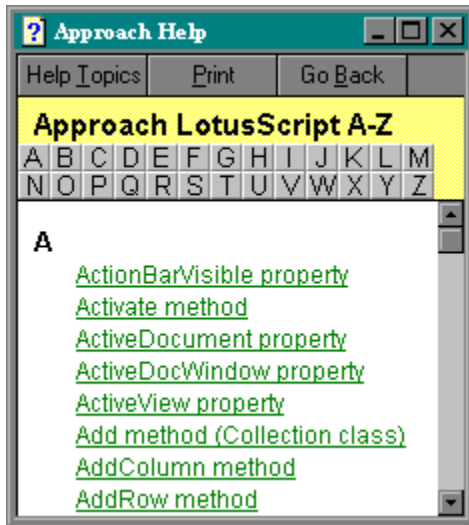 Approach Help
Help Topics Print Go Back
Approach LotusScript A-Z
A B C D E F G H I J K L M
N O P Q R S T U V W X Y Z
A
ActionBarVisible property
Activate method
ActiveDocument property
ActiveDocWindow property
ActiveView property
Add method (Collection class)
AddColumn method
AddRow method